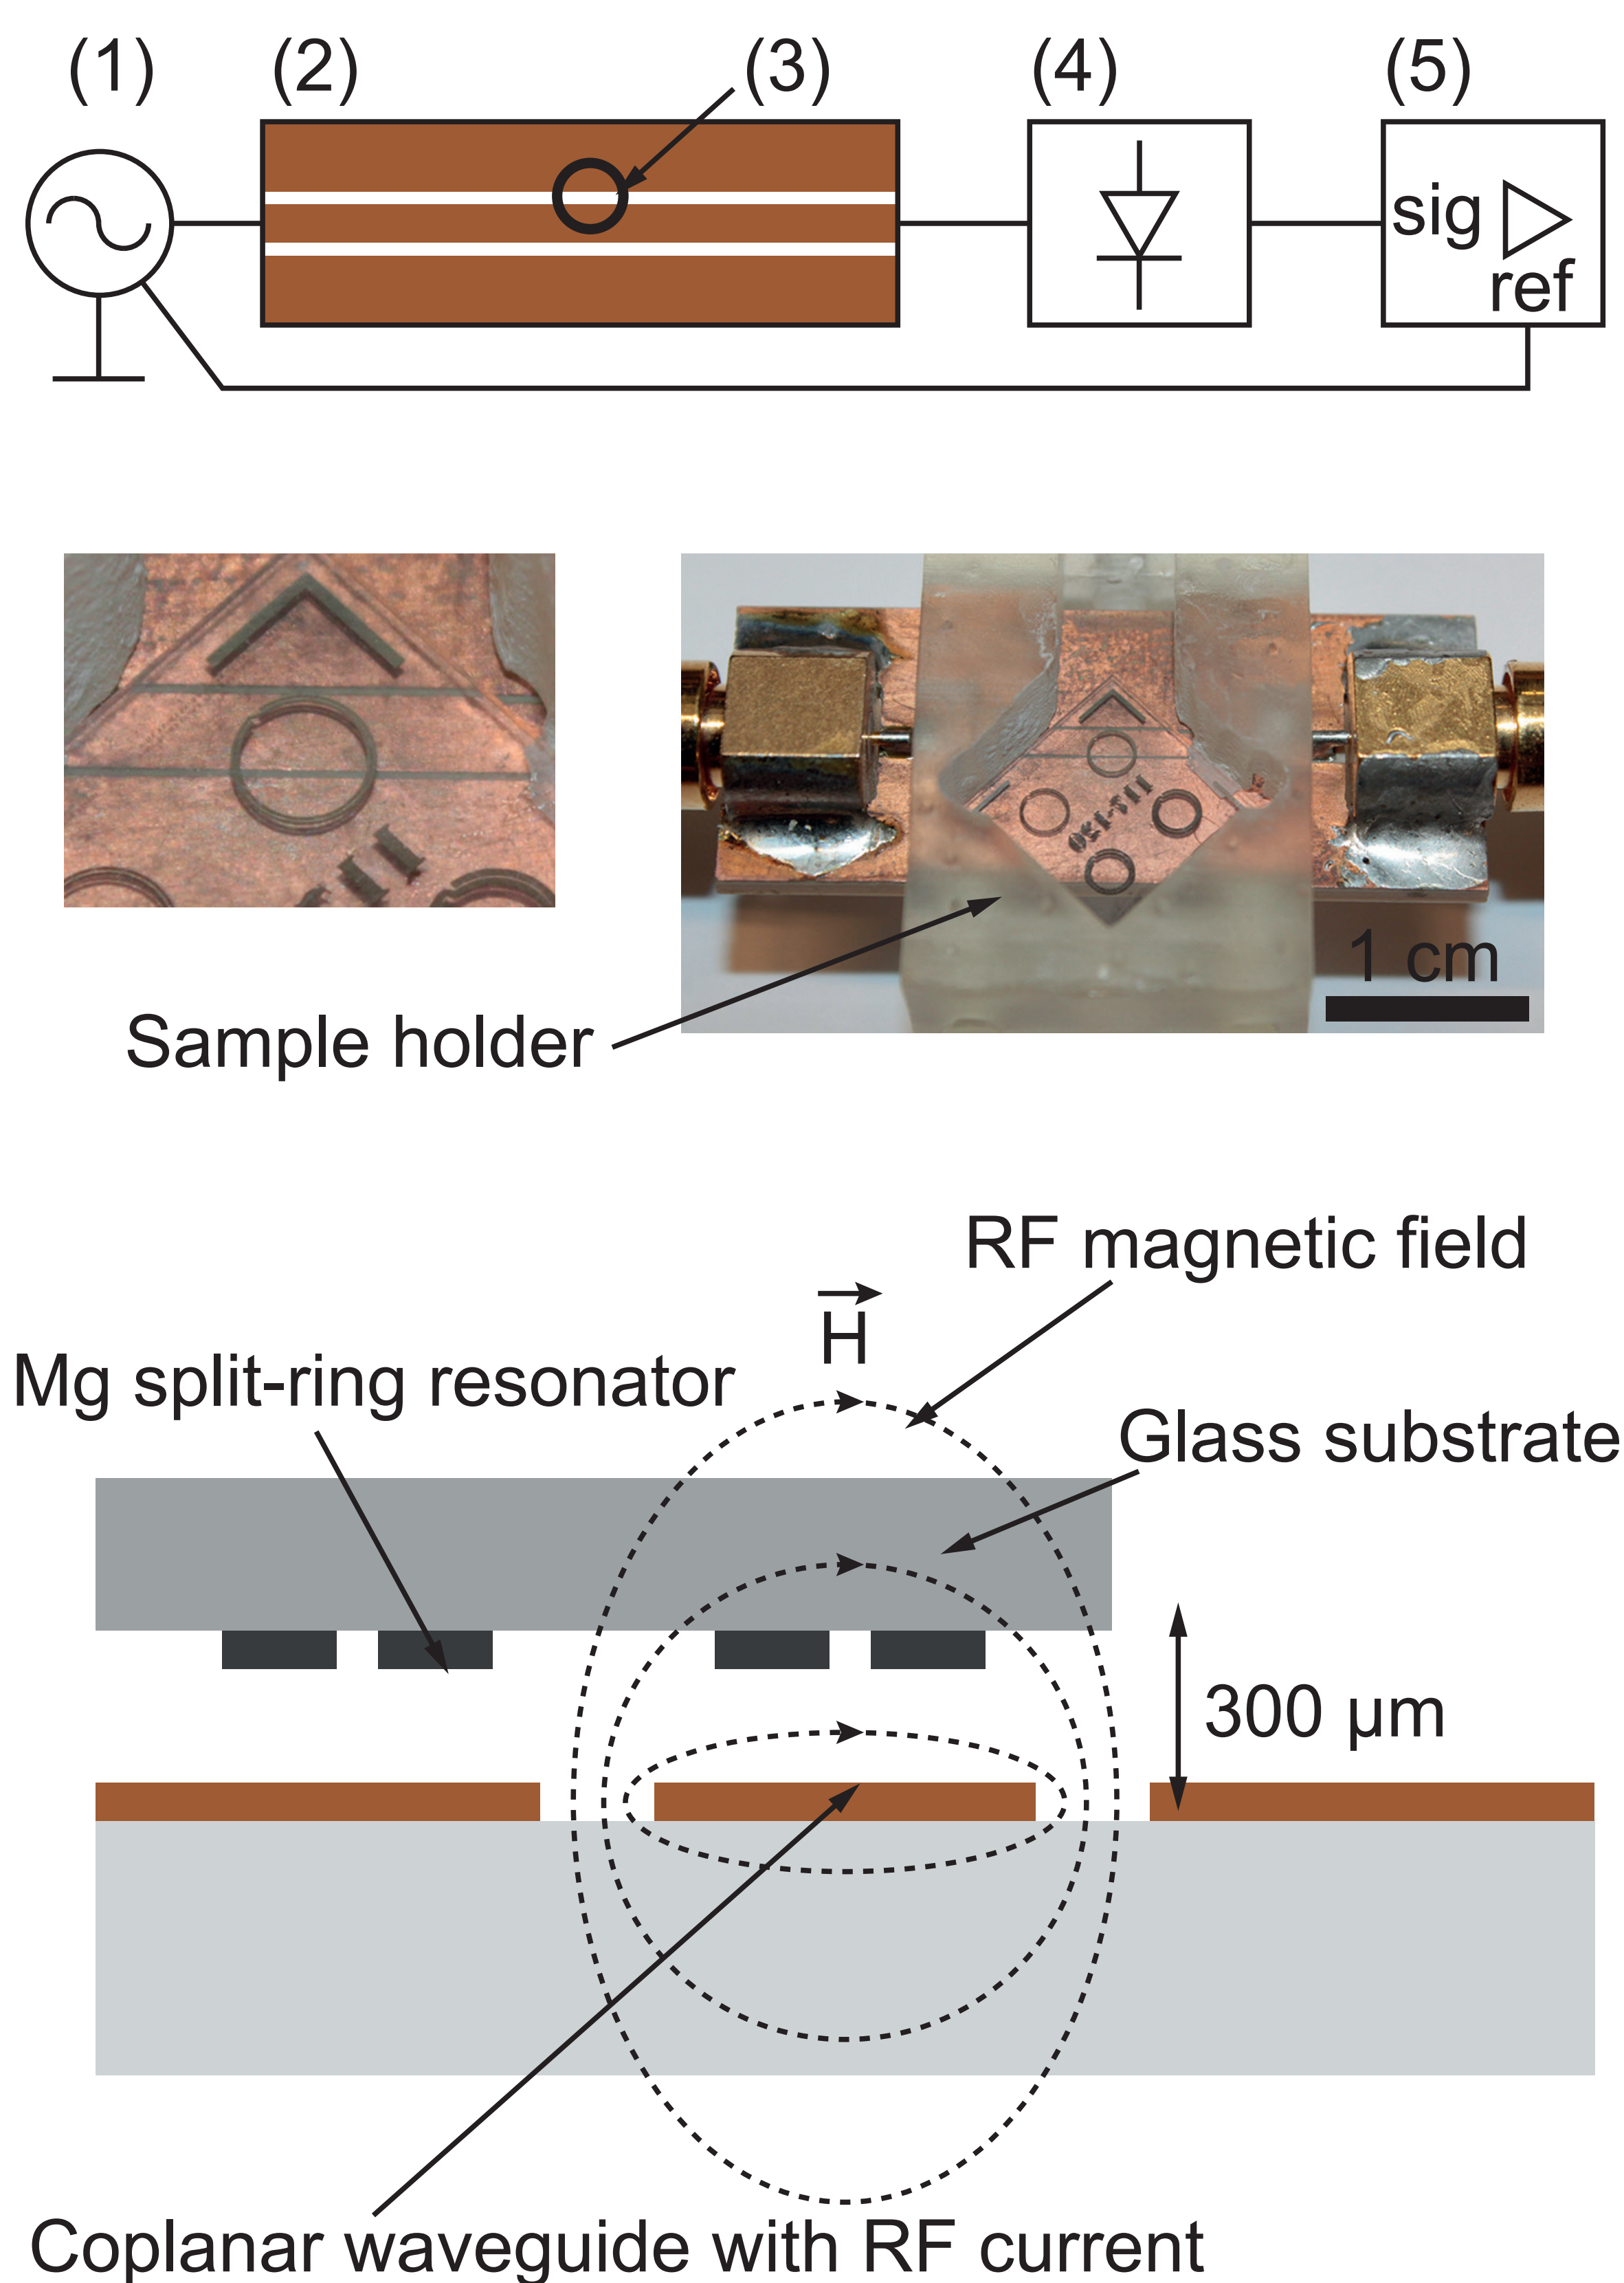 (1) (2) (3) (4) (5)
sig
ref
1 cm
Sample holder
RF magnetic field
H
Mg split-ring resonator
Glass substrate
300 µm
Coplanar waveguide with RF current